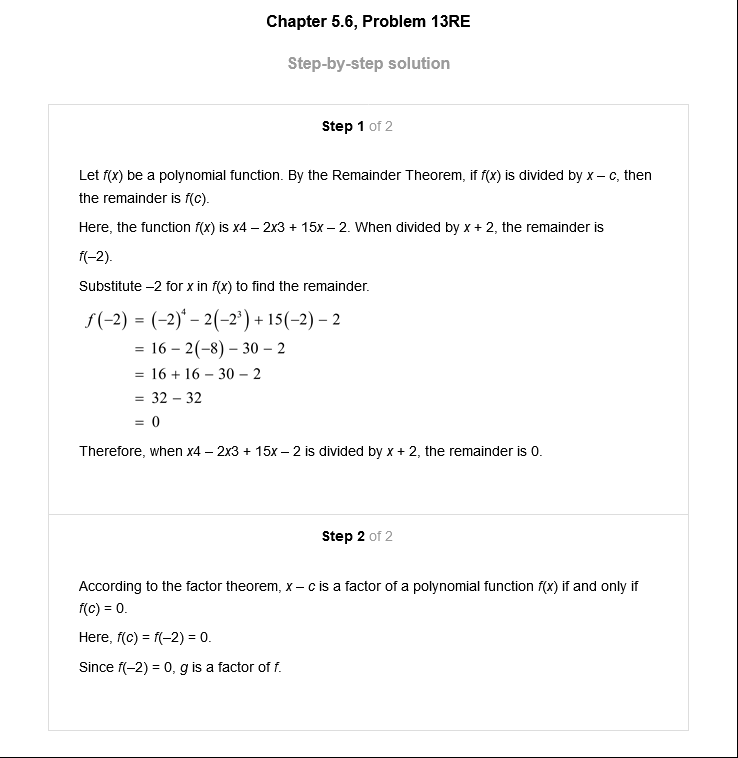 Chapter 5.6, Problem 13RE
Step-by-step solution
Step 1 of 2
Let f(x) be a polynomial function. By the Remainder Theorem, if f(x) is divided by x – c, then
the remainder is f(c).
Here, the function f(x) is x4 – 2x3 + 15x – 2. When divided by x + 2, the remainder is
f(–2).
Substitute –2 for x in f(x) to find the remainder.
f(–2) = (–2)⁴ – 2(–2³) + 15(–2) – 2
= 16 – 2(–8) – 30 – 2
= 16 + 16 – 30 – 2
= 32 – 32
= 0
Therefore, when x4 – 2x3 + 15x – 2 is divided by x + 2, the remainder is 0.
Step 2 of 2
According to the factor theorem, x – c is a factor of a polynomial function f(x) if and only if
f(c) = 0.
Here, f(c) = f(–2) = 0.
Since f(–2) = 0, g is a factor of f.